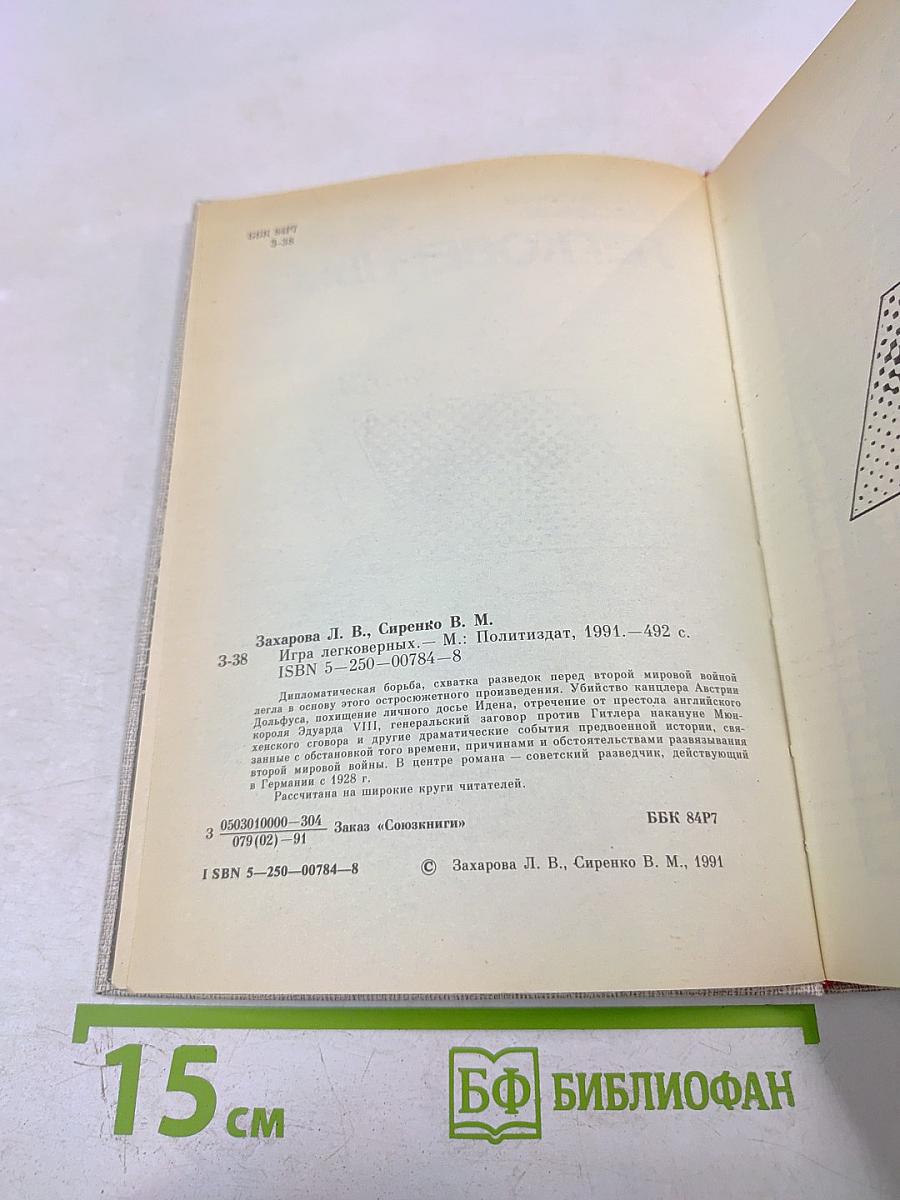 ББК 84Р7
З-38
Захарова Л. В., Сиренко В. М.
З-38 Игра легковерных.— М.: Политиздат, 1991.—492 с.
ISBN 5—250—00784—8
Дипломатическая борьба, схватка разведок перед второй мировой войной
легла в основу этого остросюжетного произведения. Убийство канцлера Австрии
Дольфуса, похищение личного досье Идена, отречение от престола английского
короля Эдуарда VIII, генеральский заговор против Гитлера накануне Мюн-
хенского сговора и другие драматические события предвоенной истории, свя-
занные с обстановкой того времени, причинами и обстоятельствами развязывания
второй мировой войны. В центре романа — советский разведчик, действующий
в Германии с 1928 г.
Рассчитана на широкие круги читателей.
З 0503010000—304 Заказ «Союзкниги» ББК 84Р7
079(02)—91
ISBN 5—250—00784—8 © Захарова Л. В., Сиренко В. М., 1991
15 см БФ БИБЛИОФАН